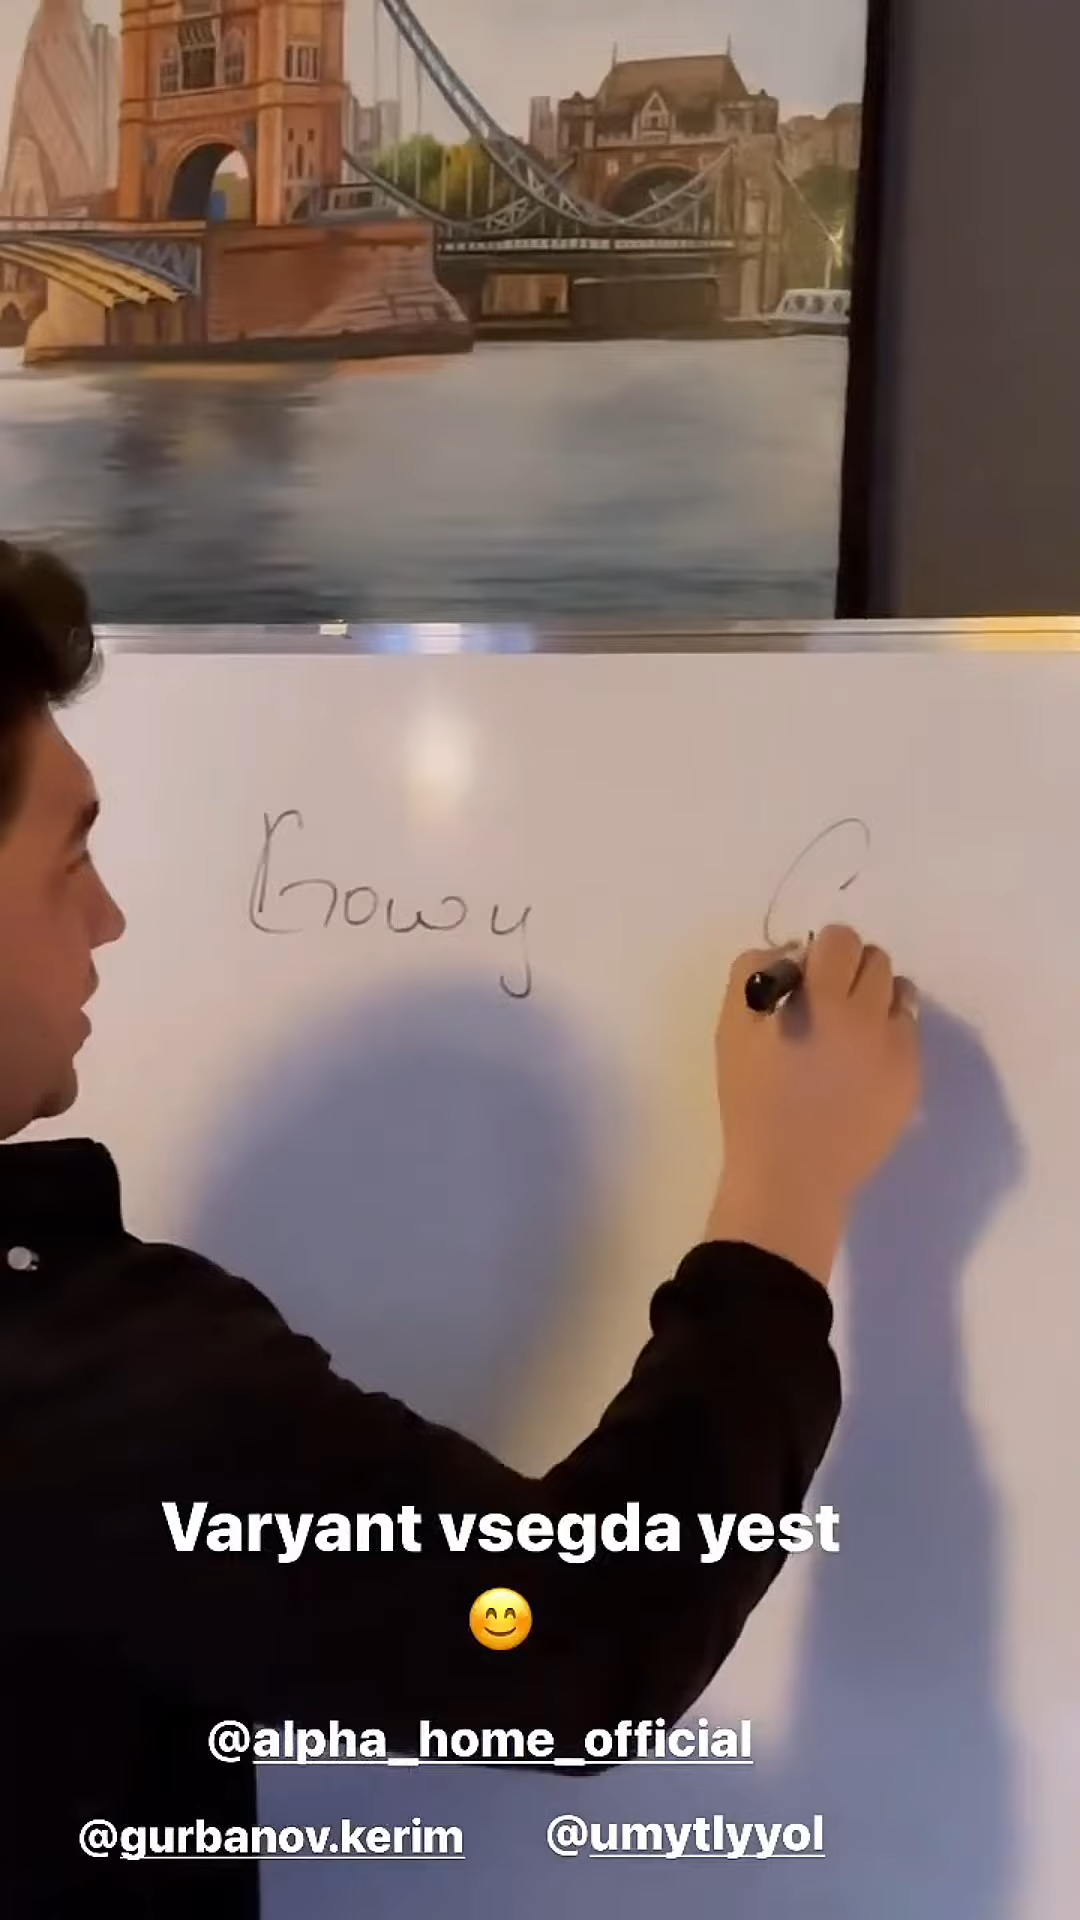 Gowy
Varyant vsegda yest
😊
@alpha_home_official
@gurbanov.kerim @umytlyyol